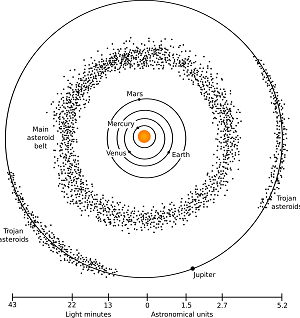 Mars
Mercury
Main
asteroid
belt
Venus
Earth
Trojan
asteroids
Trojan
asteroids
Jupiter
43 22 13 0 1.5 2.7 5.2
Light minutes Astronomical units